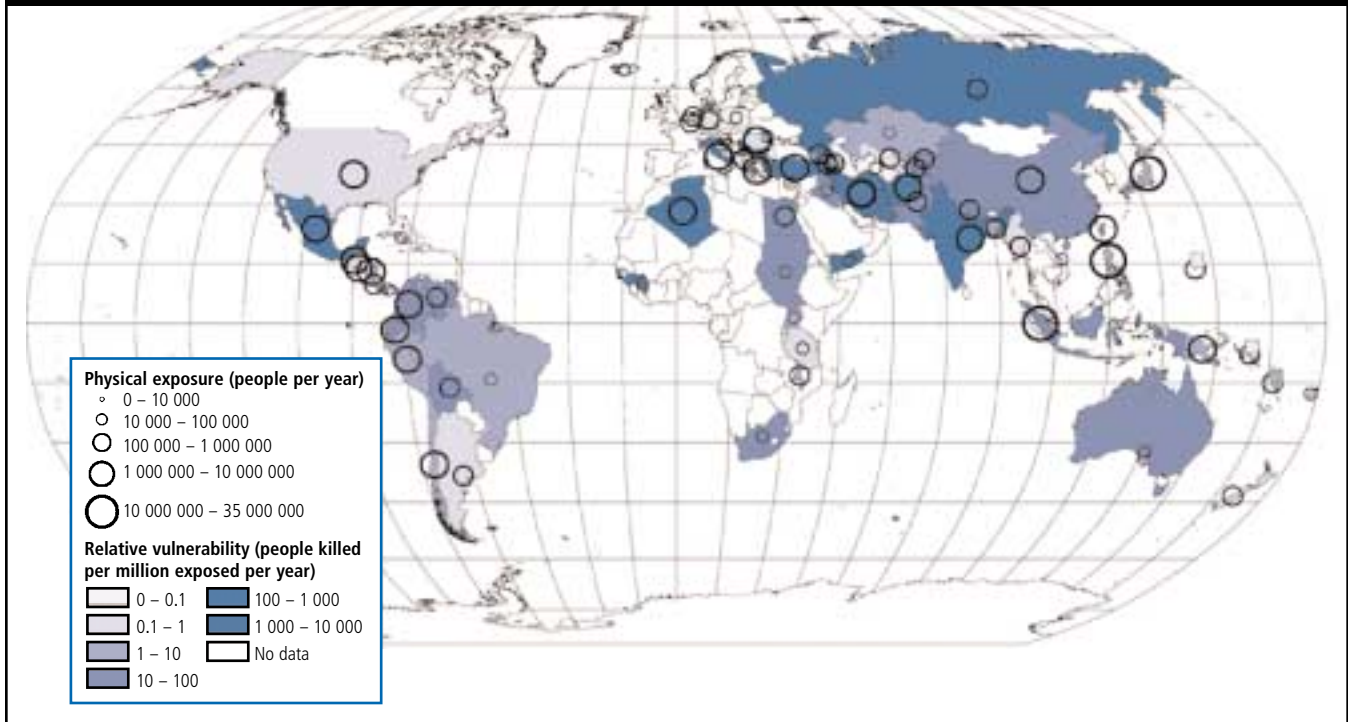 Physical exposure (people per year)
0 – 10 000
10 000 – 100 000
100 000 – 1 000 000
1 000 000 – 10 000 000
10 000 000 – 35 000 000
Relative vulnerability (people killed
per million exposed per year)
0 – 0.1
0.1 – 1
1 – 10
10 – 100
100 – 1 000
1 000 – 10 000
No data